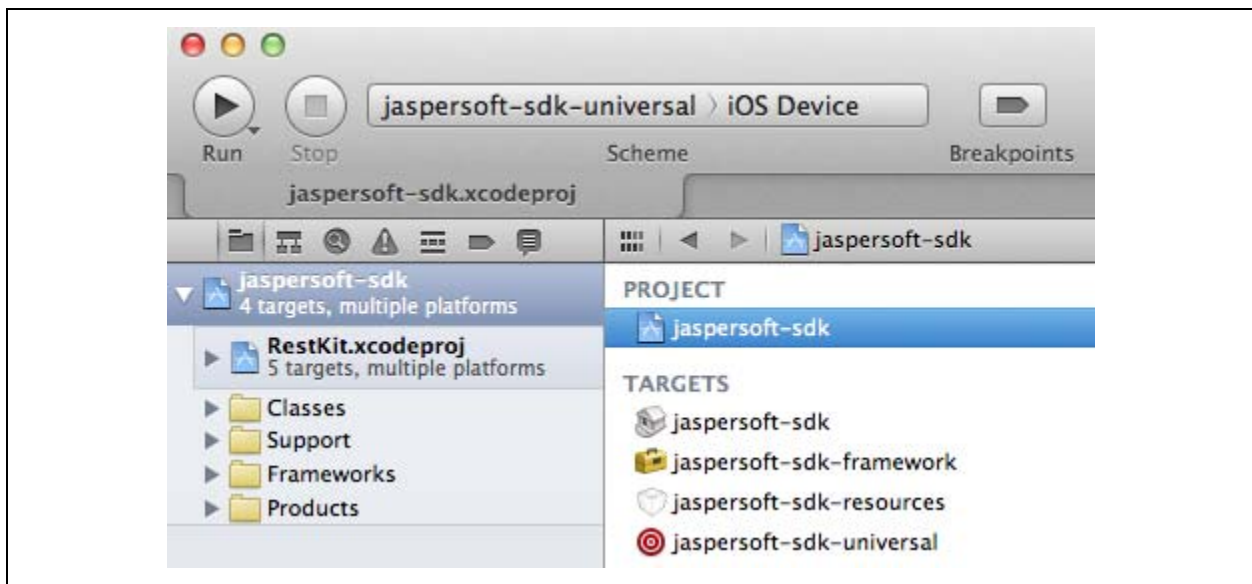 jaspersoft-sdk-universal 〉 iOS Device
Run Stop Scheme Breakpoints
jaspersoft-sdk.xcodeproj
jaspersoft-sdk
jaspersoft-sdk
4 targets, multiple platforms
RestKit.xcodeproj
5 targets, multiple platforms
Classes
Support
Frameworks
Products
PROJECT
jaspersoft-sdk
TARGETS
jaspersoft-sdk
jaspersoft-sdk-framework
jaspersoft-sdk-resources
jaspersoft-sdk-universal